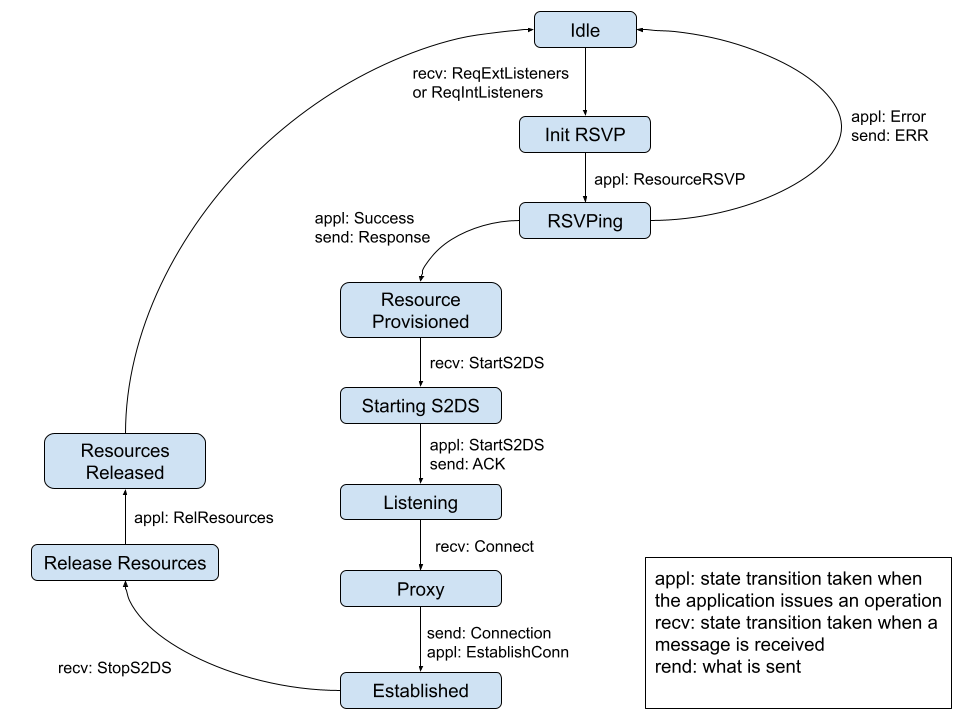 Idle
recv: ReqExtListeners
or ReqIntListeners
appl: Error
send: ERR
Init RSVP
appl: ResourceRSVP
RSVPing
appl: Success
send: Response
Resource
Provisioned
recv: StartS2DS
Starting S2DS
appl: StartS2DS
send: ACK
Resources
Released
Listening
appl: RelResources
recv: Connect
Release Resources
Proxy
send: Connection
appl: EstablishConn
recv: StopS2DS
Established
appl: state transition taken when
the application issues an operation
recv: state transition taken when a
message is received
rend: what is sent